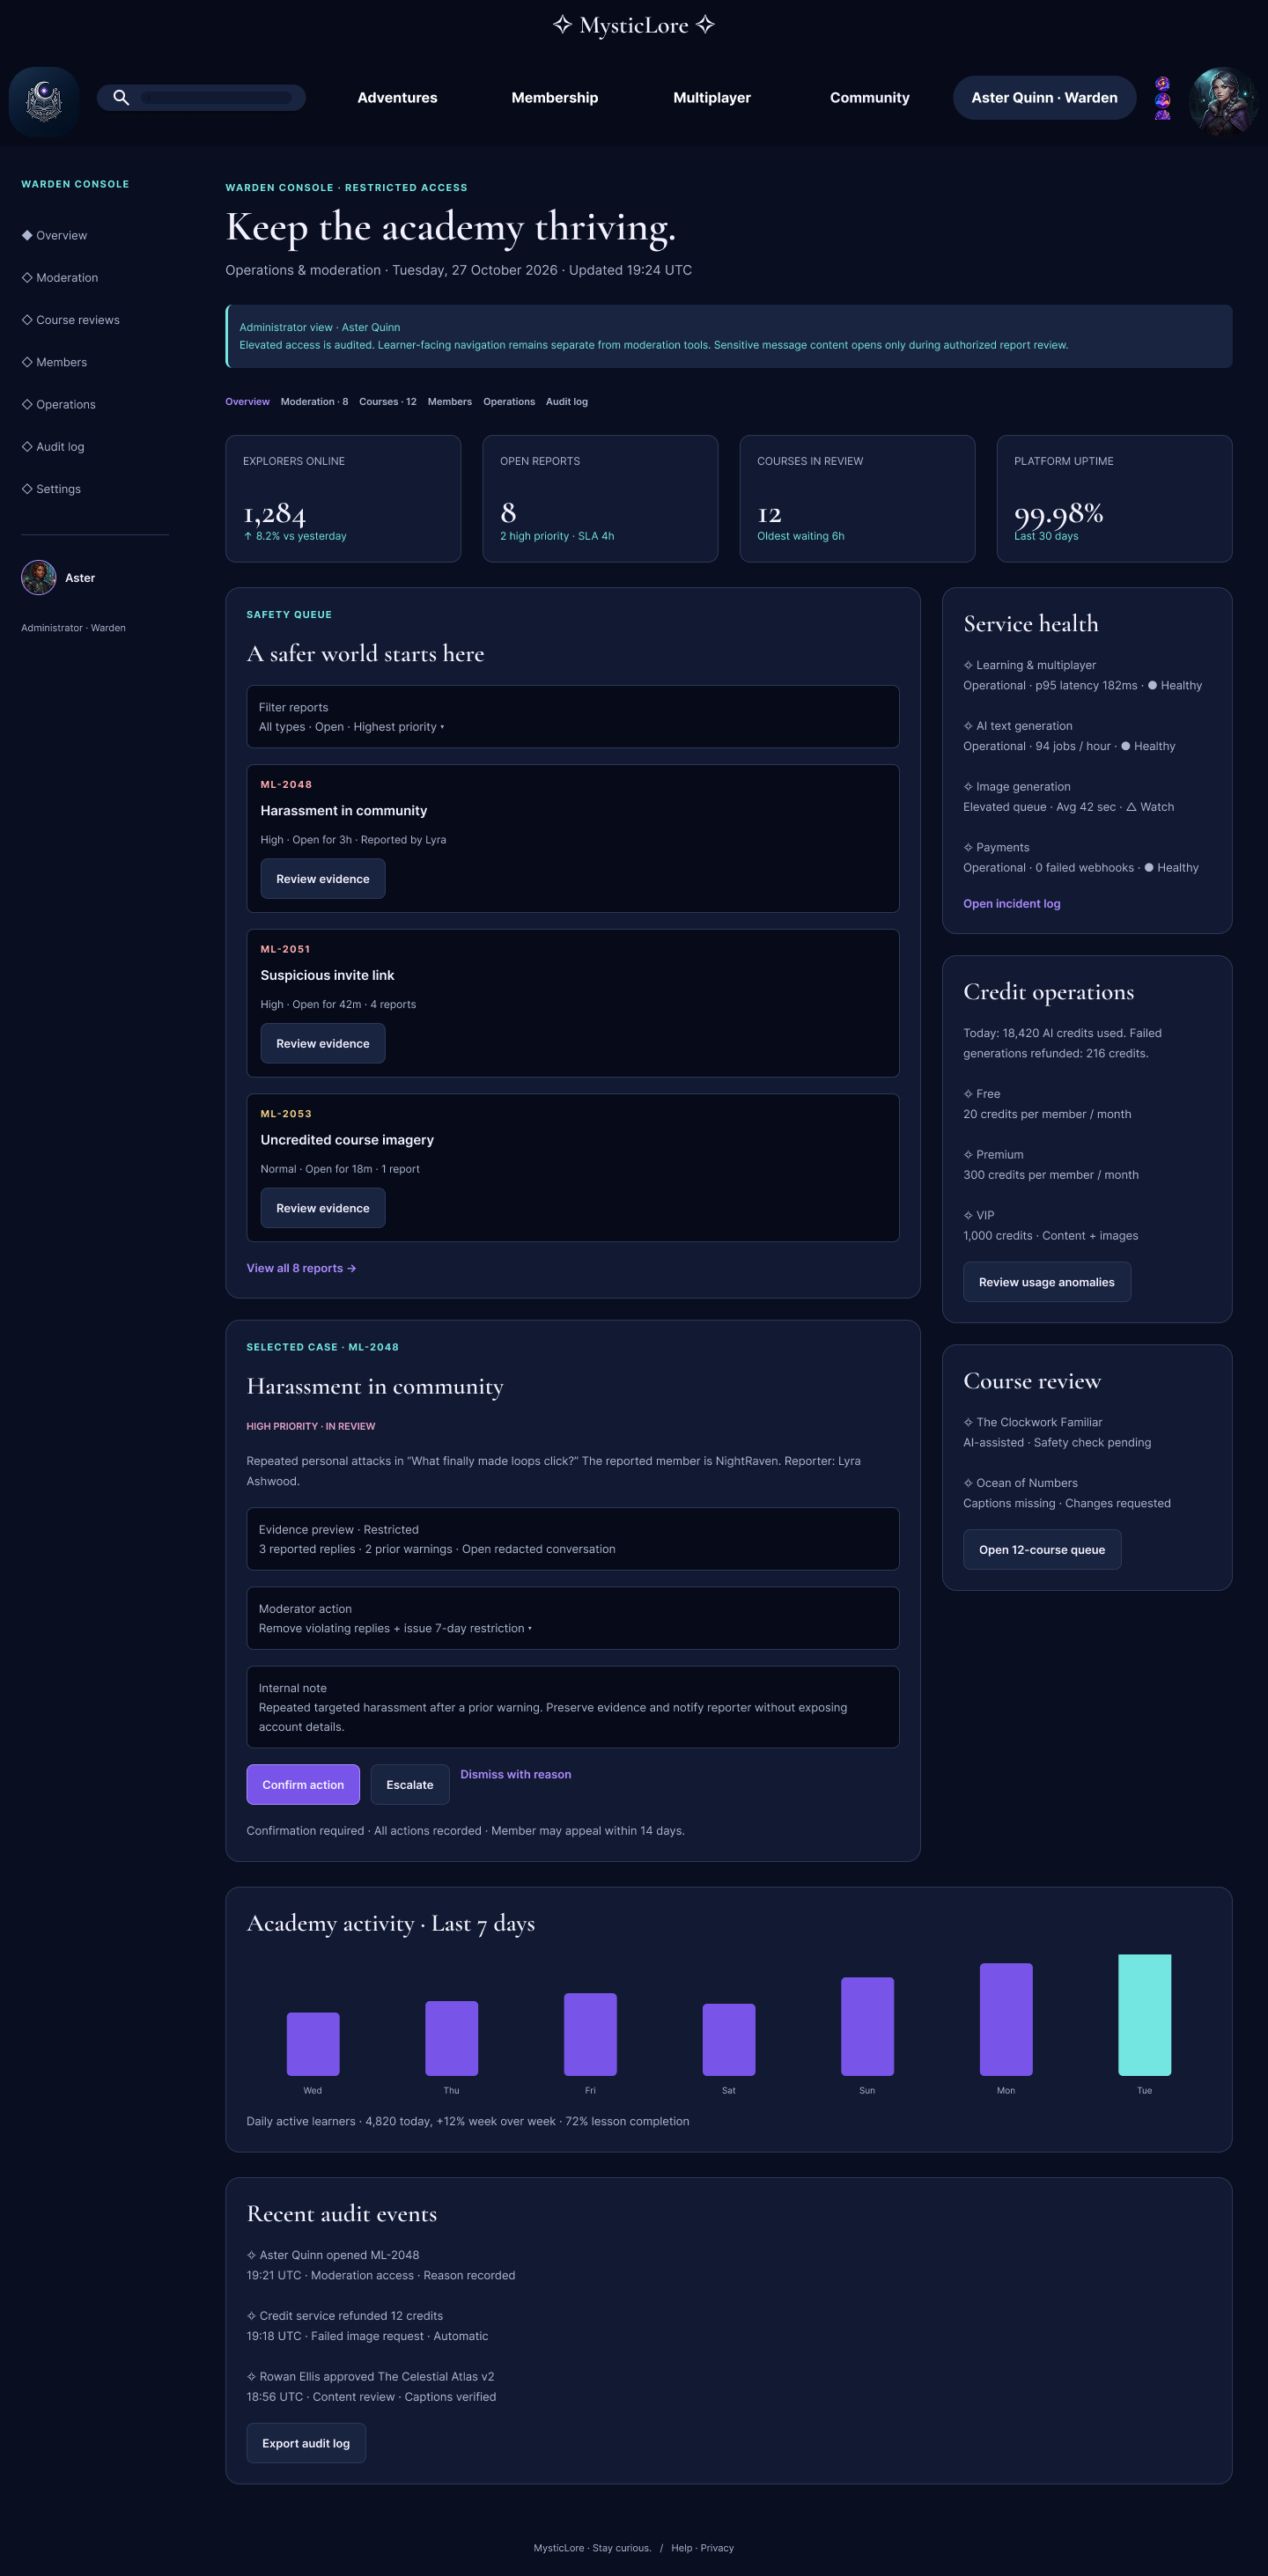 ✧ MysticLore ✧
Adventures
Membership
Multiplayer
Community
Aster Quinn · Warden
WARDEN CONSOLE
◆ Overview
◇ Moderation
◇ Course reviews
◇ Members
◇ Operations
◇ Audit log
◇ Settings
Aster
Administrator · Warden
WARDEN CONSOLE · RESTRICTED ACCESS
Keep the academy thriving.
Operations & moderation · Tuesday, 27 October 2026 · Updated 19:24 UTC
Administrator view · Aster Quinn
Elevated access is audited. Learner-facing navigation remains separate from moderation tools. Sensitive message content opens only during authorized report review.
Overview Moderation · 8 Courses · 12 Members Operations Audit log
EXPLORERS ONLINE
1,284
↑ 8.2% vs yesterday
OPEN REPORTS
8
2 high priority · SLA 4h
COURSES IN REVIEW
12
Oldest waiting 6h
PLATFORM UPTIME
99.98%
Last 30 days
SAFETY QUEUE
A safer world starts here
Filter reports
All types · Open · Highest priority ▾
ML-2048
Harassment in community
High · Open for 3h · Reported by Lyra
Review evidence
ML-2051
Suspicious invite link
High · Open for 42m · 4 reports
Review evidence
ML-2053
Uncredited course imagery
Normal · Open for 18m · 1 report
Review evidence
View all 8 reports →
SELECTED CASE · ML-2048
Harassment in community
HIGH PRIORITY · IN REVIEW
Repeated personal attacks in “What finally made loops click?” The reported member is NightRaven. Reporter: Lyra
Ashwood.
Evidence preview · Restricted
3 reported replies · 2 prior warnings · Open redacted conversation
Moderator action
Remove violating replies + issue 7-day restriction ▾
Internal note
Repeated targeted harassment after a prior warning. Preserve evidence and notify reporter without exposing
account details.
Confirm action
Escalate
Dismiss with reason
Confirmation required · All actions recorded · Member may appeal within 14 days.
Service health
✧ Learning & multiplayer
Operational · p95 latency 182ms · ● Healthy
✧ AI text generation
Operational · 94 jobs / hour · ● Healthy
✧ Image generation
Elevated queue · Avg 42 sec · △ Watch
✧ Payments
Operational · 0 failed webhooks · ● Healthy
Open incident log
Credit operations
Today: 18,420 AI credits used. Failed
generations refunded: 216 credits.
✧ Free
20 credits per member / month
✧ Premium
300 credits per member / month
✧ VIP
1,000 credits · Content + images
Review usage anomalies
Course review
✧ The Clockwork Familiar
AI-assisted · Safety check pending
✧ Ocean of Numbers
Captions missing · Changes requested
Open 12-course queue
Academy activity · Last 7 days
Wed
Thu
Fri
Sat
Sun
Mon
Tue
Daily active learners · 4,820 today, +12% week over week · 72% lesson completion
Recent audit events
✧ Aster Quinn opened ML-2048
19:21 UTC · Moderation access · Reason recorded
✧ Credit service refunded 12 credits
19:18 UTC · Failed image request · Automatic
✧ Rowan Ellis approved The Celestial Atlas v2
18:56 UTC · Content review · Captions verified
Export audit log
MysticLore · Stay curious. / Help · Privacy